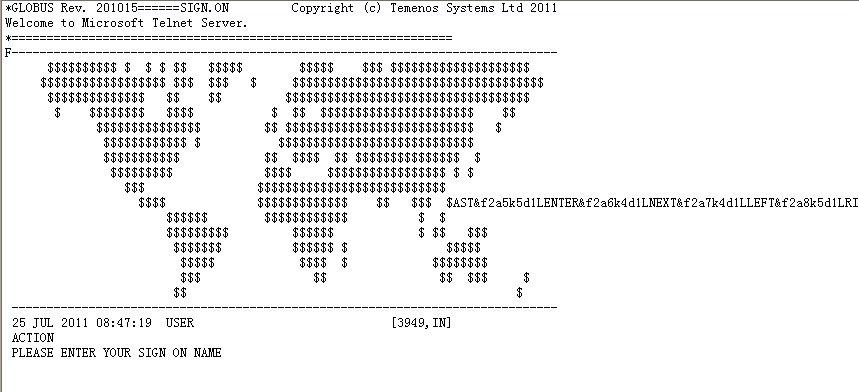 *GLOBUS Rev. 201015======SIGN.ON Copyright (c) Temenos Systems Ltd 2011
Welcome to Microsoft Telnet Server.
*===============================================================
F------------------------------------------------------------------------------
$$$$$$$$$$ $ $ $ $$ $$$$$ $$$$$ $$$ $$$$$$$$$$$$$$$$$$$$
$$$$$$$$$$$$$$$$$$ $$$ $$$ $ $$$$$$$$$$$$$$$$$$$$$$$$$$$$$$$$$$$$
$$$$$$$$$$$$$$ $$ $$ $$$$$$$$$$$$$$$$$$$$$$$$$$$$$$$$$$$
$ $$$$$$$$ $$$$ $ $$ $$$$$$$$$$$$$$$$$$$$$$ $$
$$$$$$$$$$$$$$$ $$ $$$$$$$$$$$$$$$$$$$$$$$$$$$ $
$$$$$$$$$$$$ $ $$$$$$$$$$$$$$$$$$$$$$$$$$$$
$$$$$$$$$$$ $$ $$$$ $$ $$$$$$$$$$$$$$$ $
$$$$$$$$$ $$$$ $$$$$$$$$$$$$$$$$ $ $
$$$ $$$$$$$$$$$$$$$$$$$$$$$$$$$
$$$$ $$$$$$$$$$$$$ $$ $$$ $AST&f2a5k5d1LENTER&f2a6k4d1LNEXT&f2a7k4d1LLEFT&f2a8k5d1LRI
$$$$$$ $$$$$$$$$$$$ $ $
$$$$$$$$$ $$$$$$ $ $$ $$$
$$$$$$$ $$$$$$ $ $$$$$
$$$$$ $$$$ $ $$$$$$$$
$$$ $$ $$ $$$ $
$$ $
------------------------------------------------------------------------------
25 JUL 2011 08:47:19 USER [3949,IN]
ACTION
PLEASE ENTER YOUR SIGN ON NAME